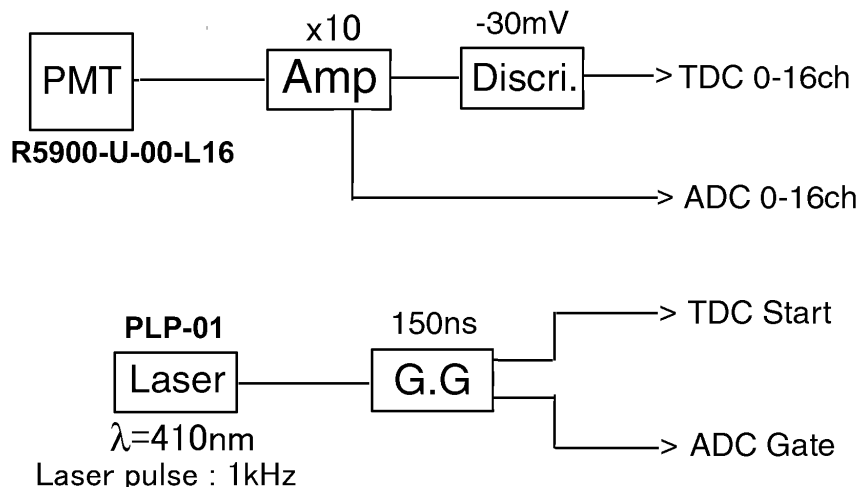 x10
-30mV
PMT
Amp
Discri.
> TDC 0-16ch
R5900-U-00-L16
> ADC 0-16ch
PLP-01
150ns
> TDC Start
Laser
G.G
λ=410nm
> ADC Gate
Laser pulse : 1kHz